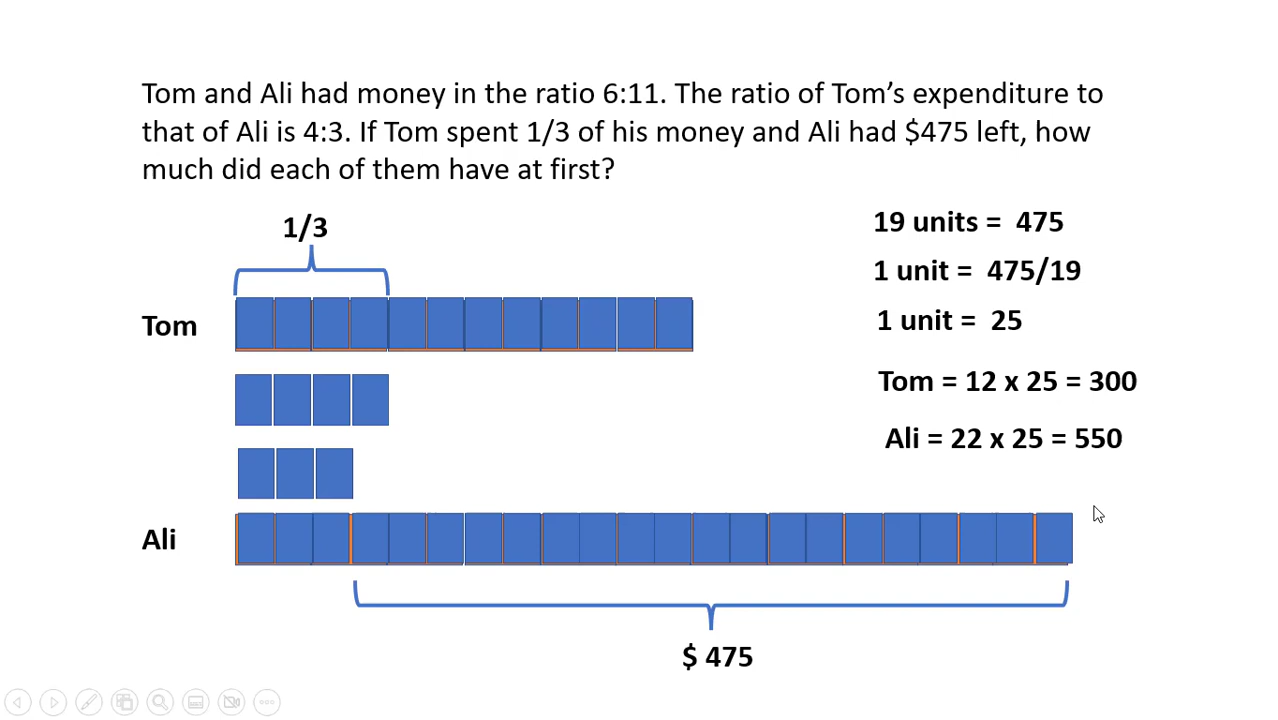 Tom and Ali had money in the ratio 6:11. The ratio of Tom’s expenditure to
that of Ali is 4:3. If Tom spent 1/3 of his money and Ali had $475 left, how
much did each of them have at first?
1/3
19 units = 475
1 unit = 475/19
1 unit = 25
Tom
Tom = 12 x 25 = 300
Ali = 22 x 25 = 550
Ali
$ 475